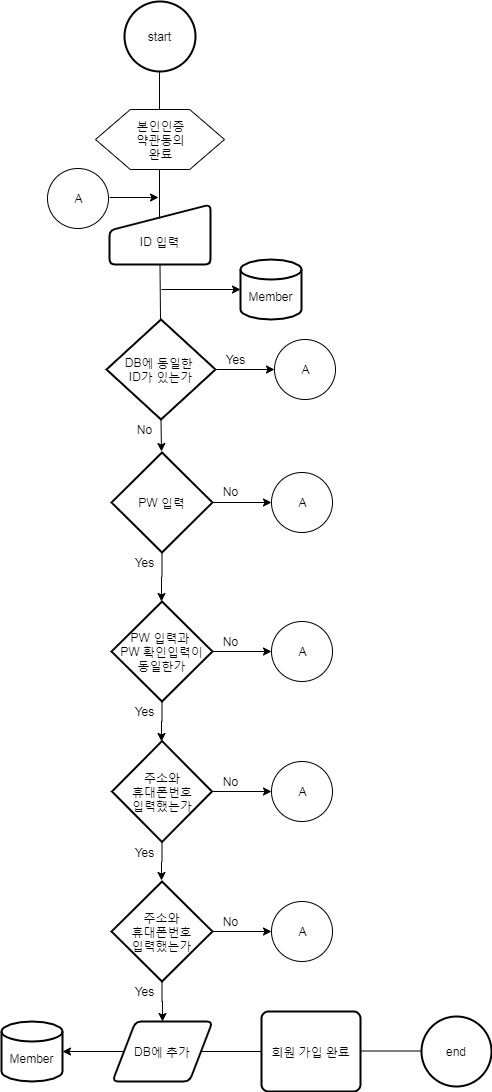 start
본인인증
약관동의
완료
A
ID 입력
Member
DB에 동일한
ID가 있는가
Yes
A
No
PW 입력
No
A
Yes
PW 입력과
PW 확인입력이
동일한가
No
A
Yes
주소와
휴대폰번호
입력했는가
No
A
Yes
주소와
휴대폰번호
입력했는가
No
A
Yes
Member
DB에 추가
회원 가입 완료
end